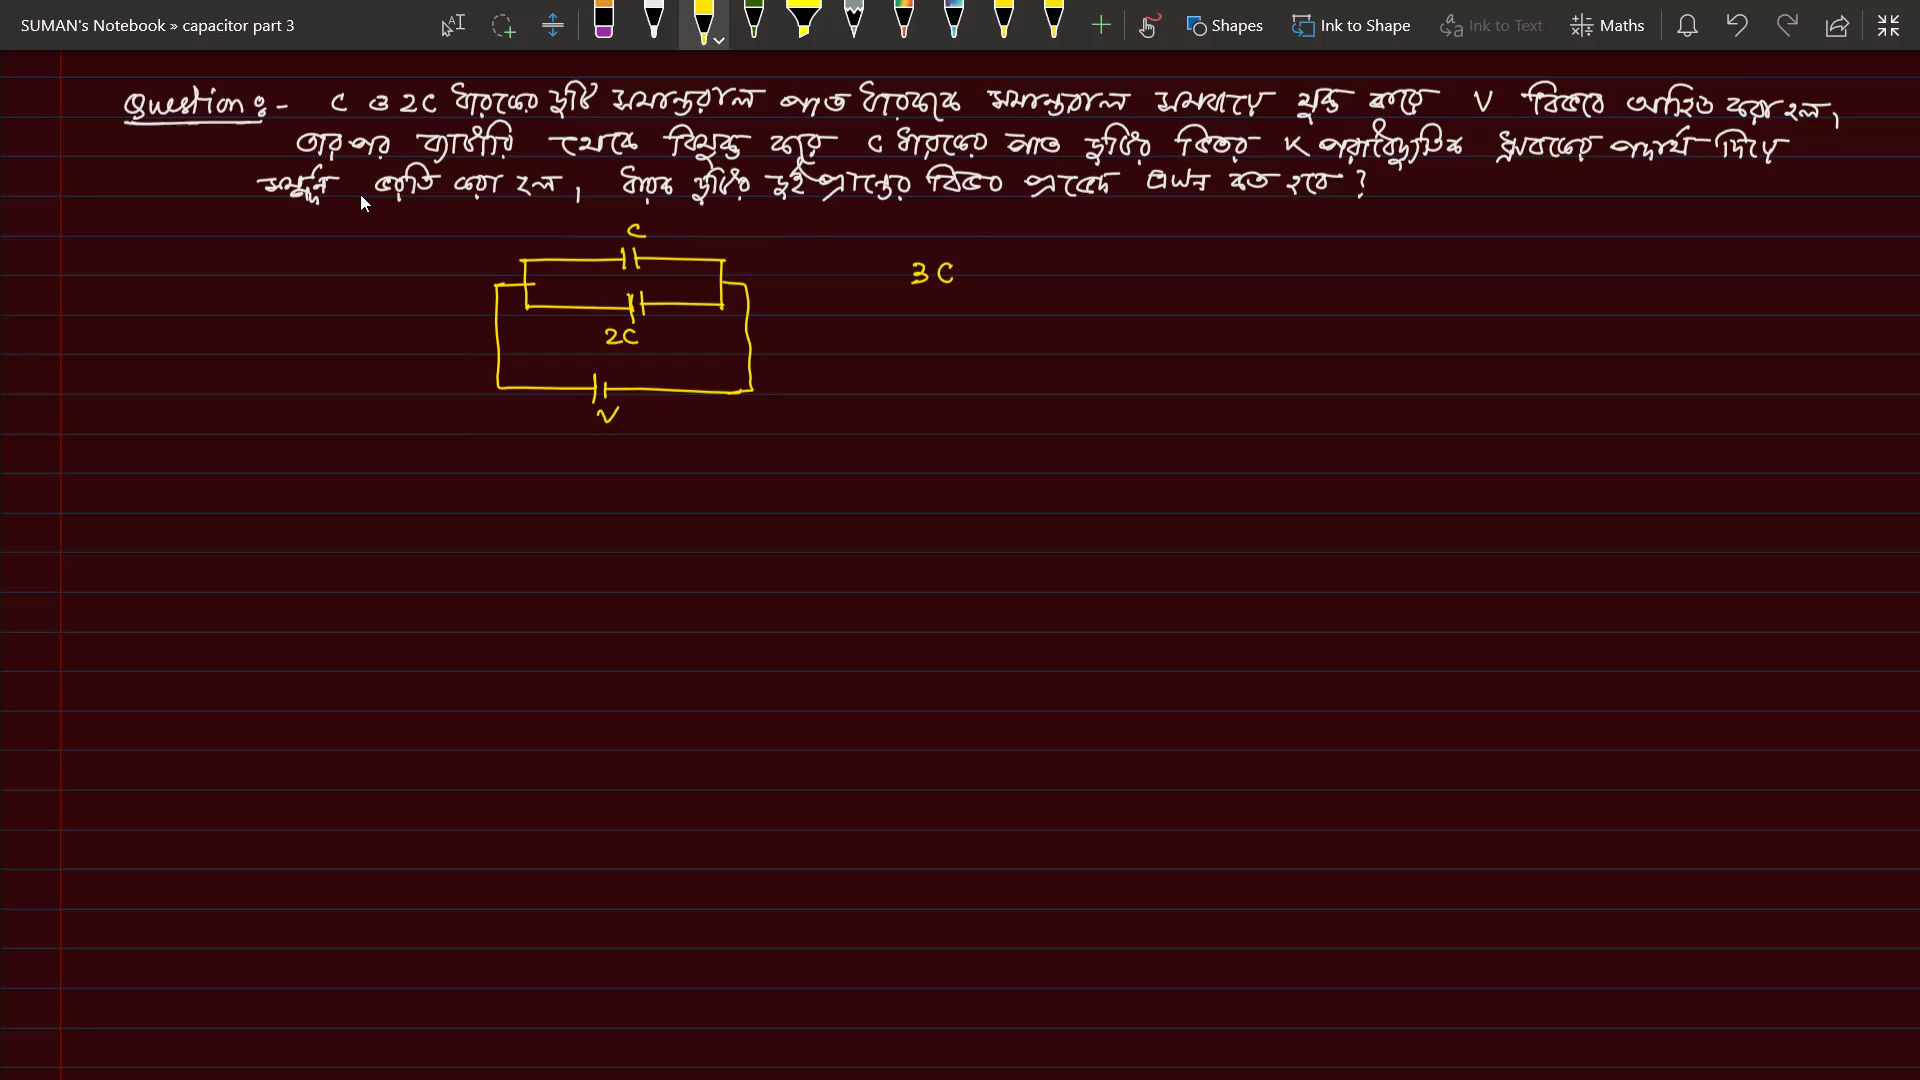 SUMAN's Notebook » capacitor part 3
Ink to Shape
Shapes
Ink to Text
Maths
Question :- C ও 2C ধারকের দুটি সমান্তরাল পাত ধারককে সমান্তরাল সমবায়ে যুক্ত করে V বিভবে আহিত করা হল,
তারপর ব্যাটারি থেকে বিযুক্ত করে C ধারকের পাত দুটির ভিতর K পরাবৈদ্যুতিক ধ্রুবকের পদার্থ দিয়ে
সম্পূর্ণ ভরতি করা হল, ধারক দুটির দুই প্রান্তের বিভব প্রভেদ এখন কত হবে ?
C
3C
2C
V